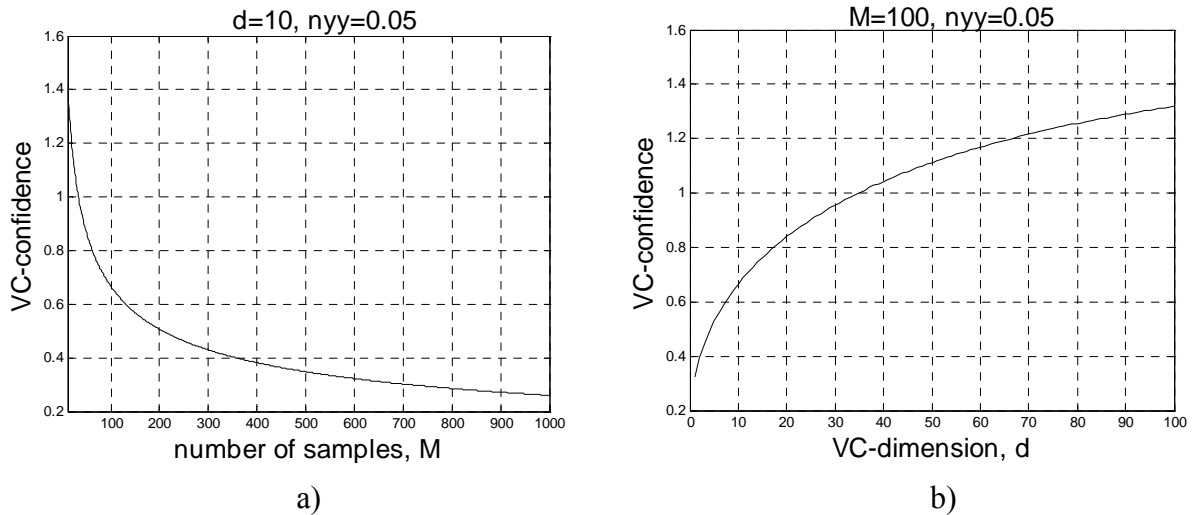 d=10, nyy=0.05
1.6
1.4
1.2
1
0.8
0.6
0.4
0.2
VC-confidence
100 200 300 400 500 600 700 800 900 1000
number of samples, M
a)
M=100, nyy=0.05
1.6
1.4
1.2
1
0.8
0.6
0.4
0.2
VC-confidence
0 10 20 30 40 50 60 70 80 90 100
VC-dimension, d
b)